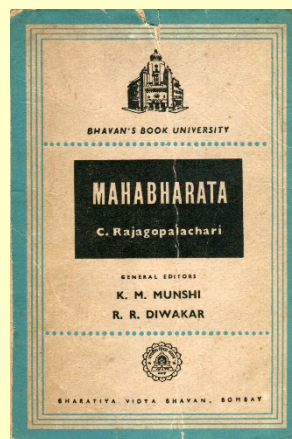 BHAVAN'S BOOK UNIVERSITY
MAHABHARATA
C. Rajagopalachari
GENERAL EDITORS
K. M. MUNSHI
R. R. DIWAKAR
BHARATIYA VIDYA BHAVAN, BOMBAY